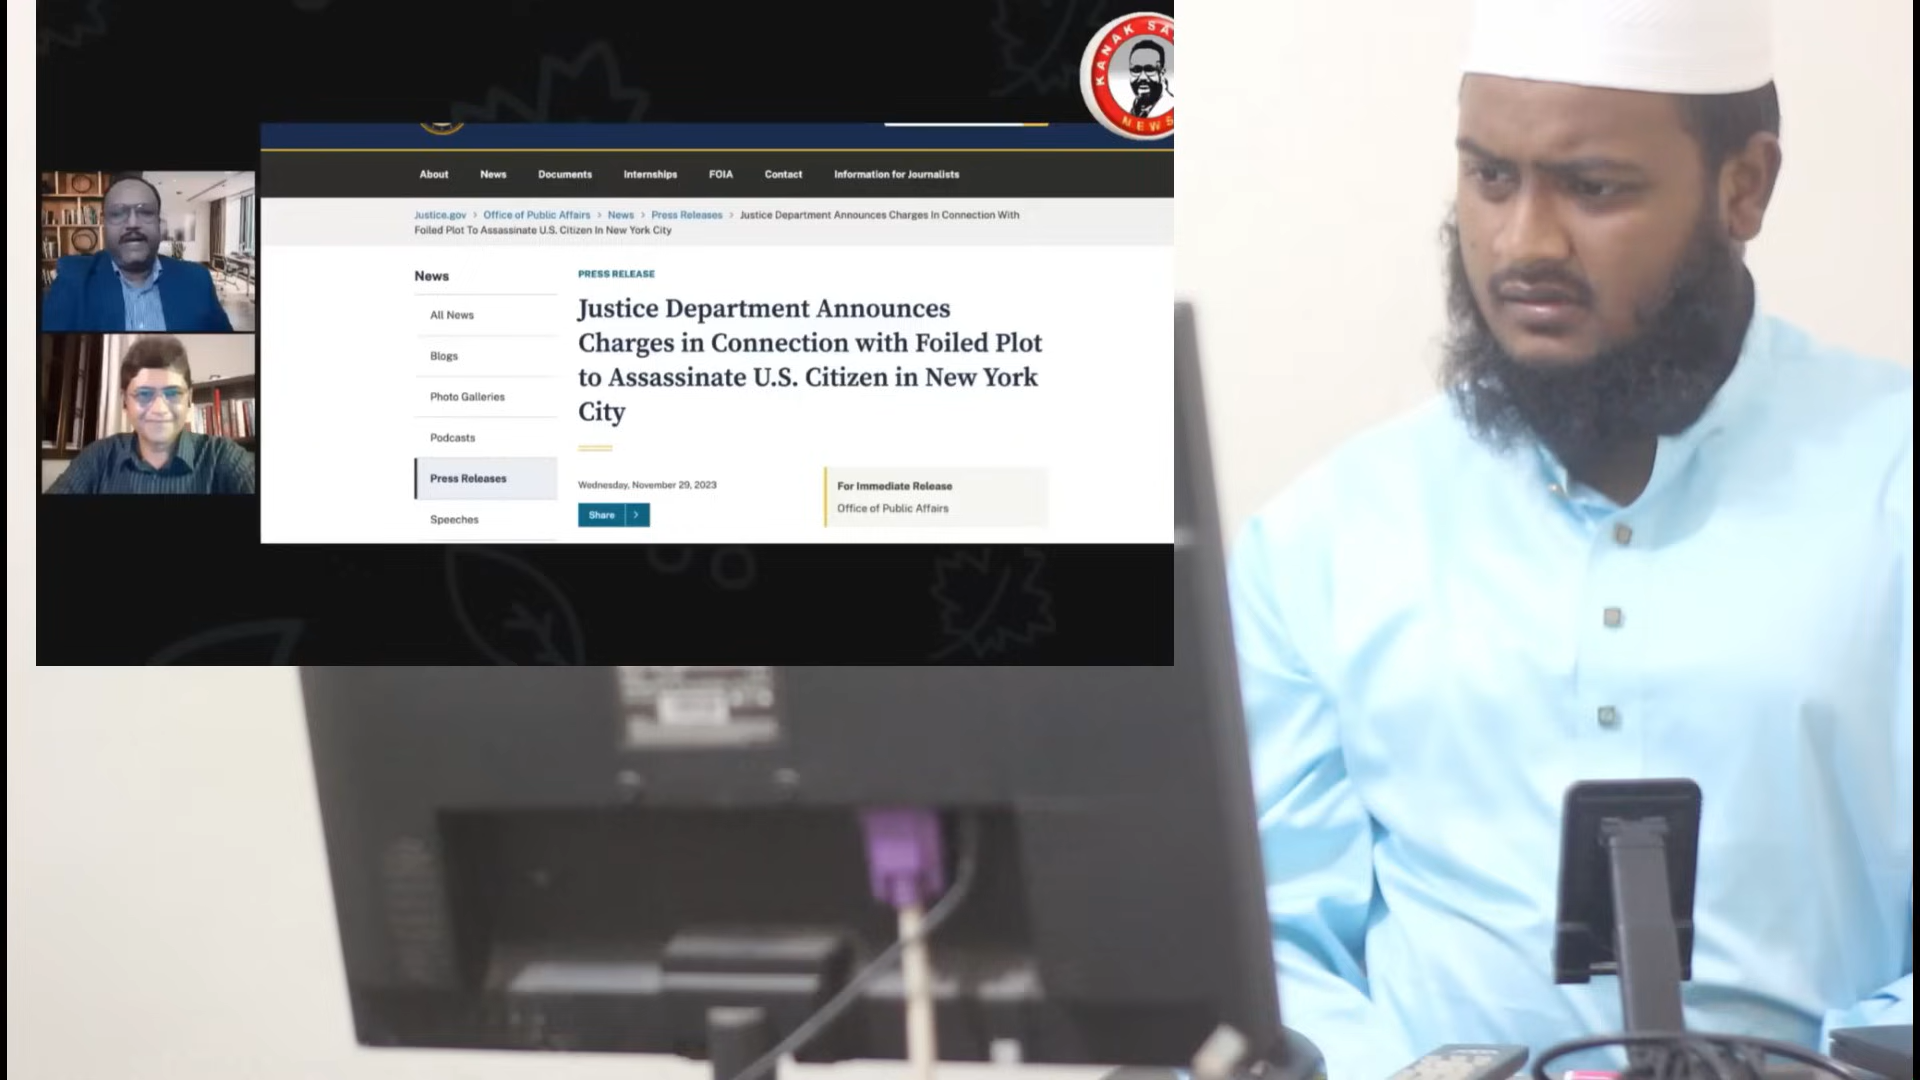 KANAK SA
NEWS
About News Documents Internships FOIA Contact Information for Journalists
Justice.gov > Office of Public Affairs > News > Press Releases > Justice Department Announces Charges In Connection With
Foiled Plot To Assassinate U.S. Citizen In New York City
News
All News
Blogs
Photo Galleries
Podcasts
Press Releases
Speeches
PRESS RELEASE
Justice Department Announces
Charges in Connection with Foiled Plot
to Assassinate U.S. Citizen in New York
City
Wednesday, November 29, 2023
Share >
For Immediate Release
Office of Public Affairs